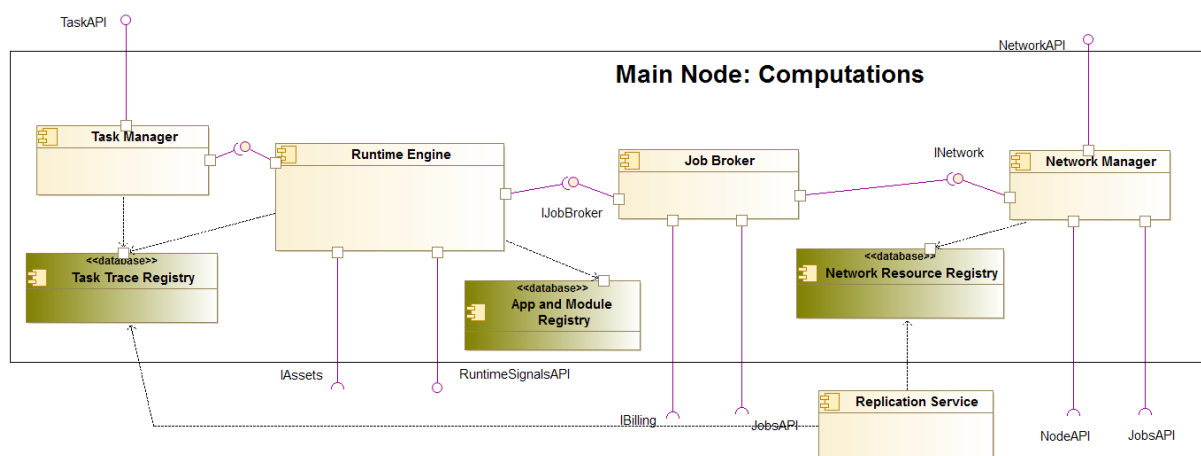 TaskAPI
NetworkAPI
Main Node: Computations
Task Manager
Runtime Engine
Job Broker
INetwork
Network Manager
IJobBroker
<<database>>
Task Trace Registry
<<database>>
Network Resource Registry
<<database>>
App and Module
Registry
IAssets
RuntimeSignalsAPI
Replication Service
IBilling
JobsAPI
NodeAPI
JobsAPI